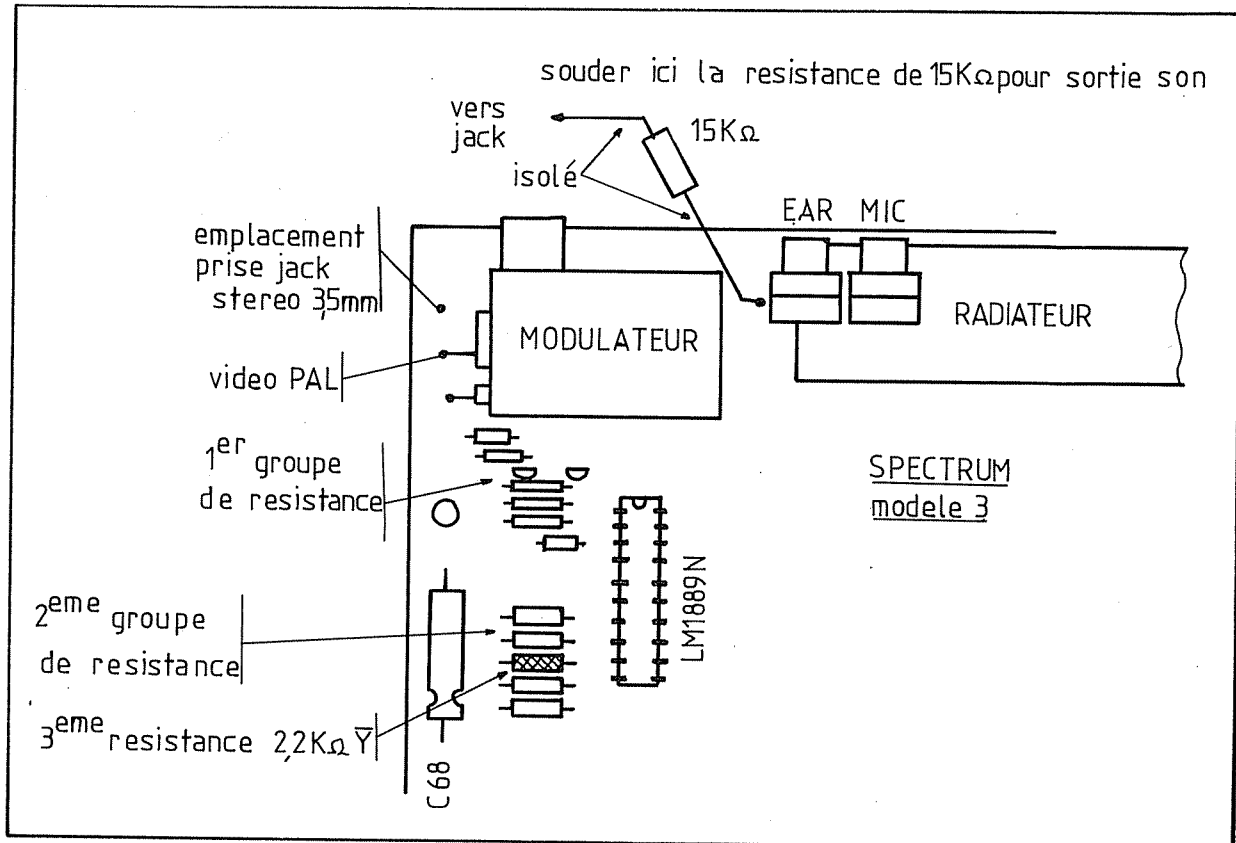 souder ici la resistance de 15KΩ pour sortie son
vers
jack
15KΩ
isolé
EAR MIC
emplacement
prise jack
stereo 3,5mm
MODULATEUR
RADIATEUR
video PAL
1er groupe
de resistance
SPECTRUM
modele 3
LM1889N
2eme groupe
de resistance
3eme resistance 2,2KΩ Y̅
C68